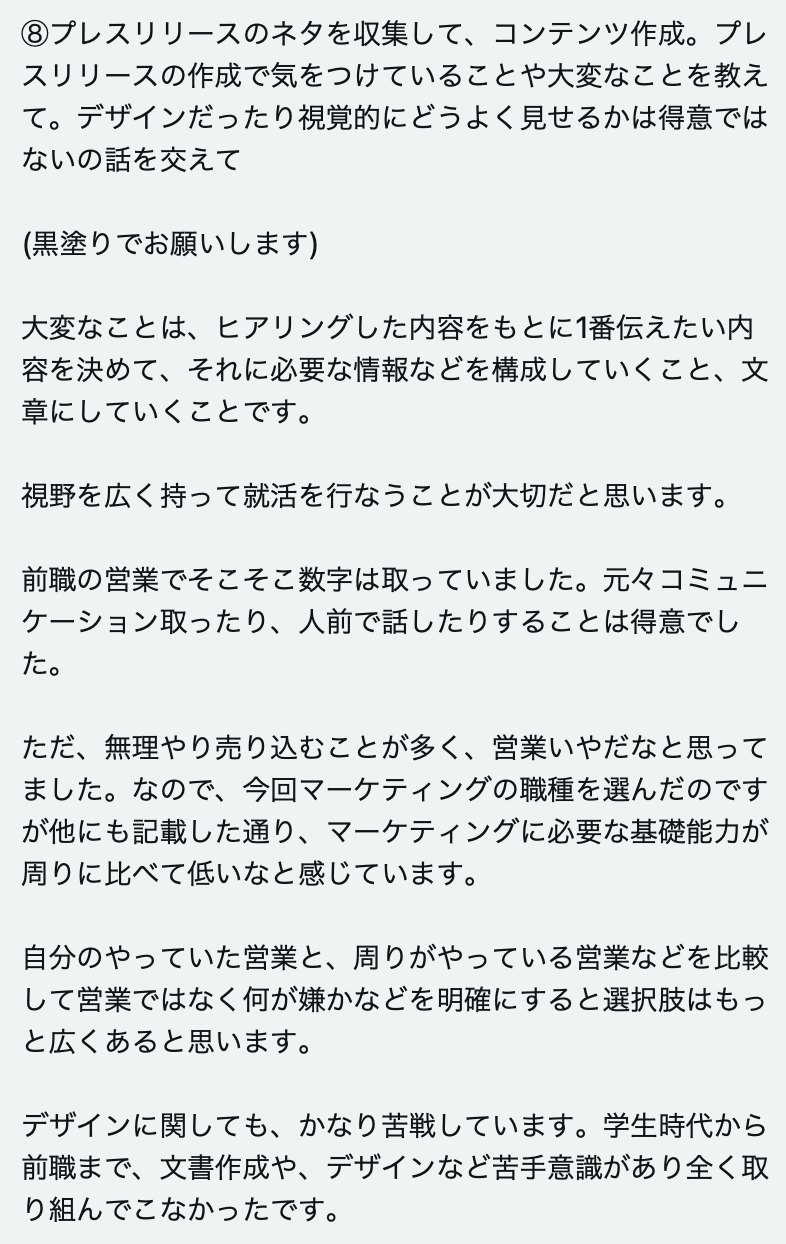 ⑧プレスリリースのネタを収集して、コンテンツ作成。プレ
スリリースの作成で気をつけていることや大変なことを教え
て。デザインだったり視覚的にどうよく見せるかは得意では
ないの話を交えて
(黒塗りでお願いします)
大変なことは、ヒアリングした内容をもとに1番伝えたい内
容を決めて、それに必要な情報などを構成していくこと、文
章にしていくことです。
視野を広く持って就活を行なうことが大切だと思います。
前職の営業でそこそこ数字は取っていました。元々コミュニ
ケーション取ったり、人前で話したりすることは得意でし
た。
ただ、無理やり売り込むことが多く、営業いやだなと思って
ました。なので、今回マーケティングの職種を選んだのです
が他にも記載した通り、マーケティングに必要な基礎能力が
周りに比べて低いなと感じています。
自分のやっていた営業と、周りがやっている営業などを比較
して営業ではなく何が嫌かなどを明確にすると選択肢はもっ
と広くあると思います。
デザインに関しても、かなり苦戦しています。学生時代から
前職まで、文書作成や、デザインなど苦手意識があり全く取
り組んでこなかったです。